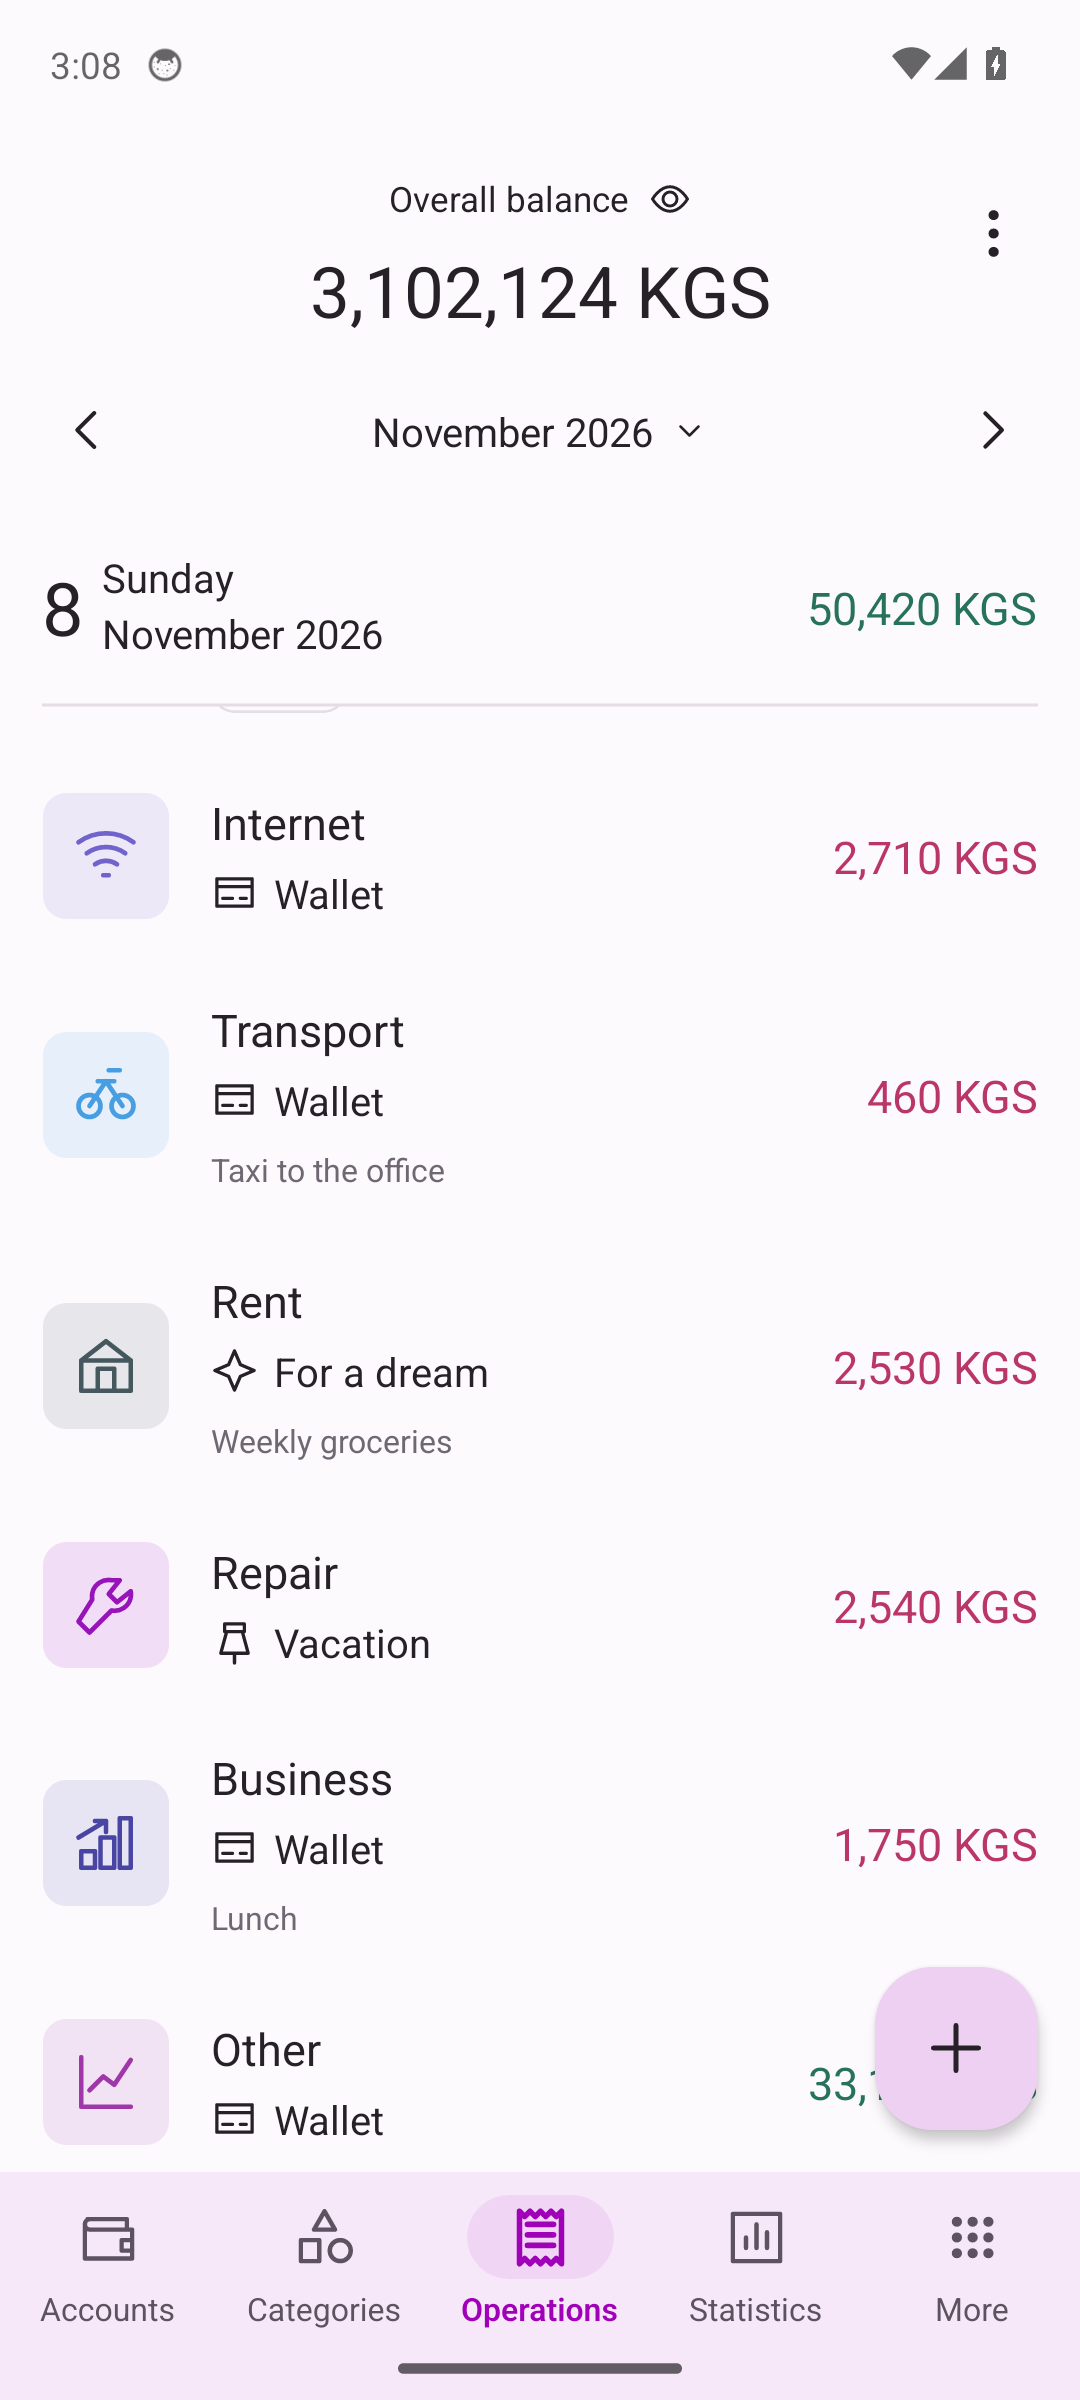 3:08
Overall balance
3,102,124 KGS
November 2026
8
Sunday
November 2026
50,420 KGS
Internet
Wallet
2,710 KGS
Transport
Wallet
Taxi to the office
460 KGS
Rent
For a dream
Weekly groceries
2,530 KGS
Repair
Vacation
2,540 KGS
Business
Wallet
Lunch
1,750 KGS
Other
Wallet
Accounts
Categories
Operations
Statistics
More